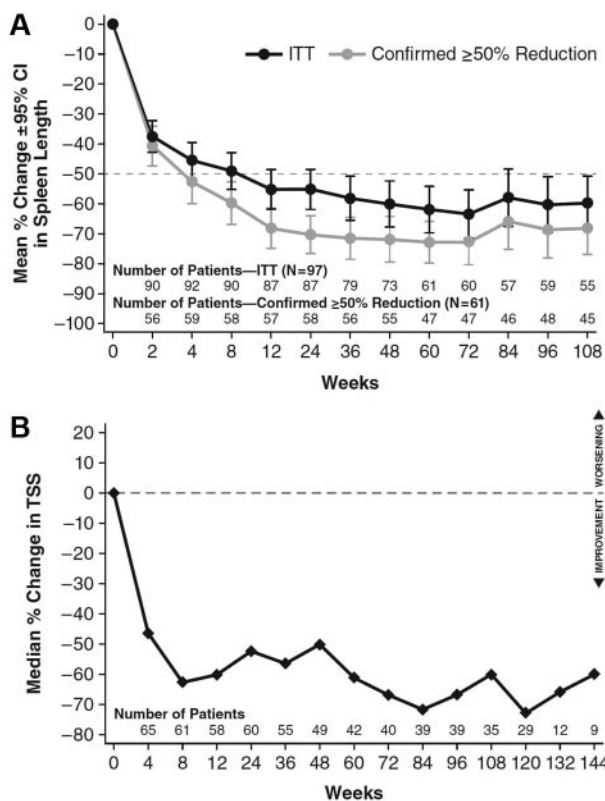 A
ITT Confirmed ≥50% Reduction
Mean % Change ±95% CI
in Spleen Length
0
−10
−20
−30
−40
−50
−60
−70
−80
−90
−100
Number of Patients—ITT (N=97)
90 92 90 87 87 79 73 61 60 57 59 55
Number of Patients—Confirmed ≥50% Reduction (N=61)
56 59 58 57 58 56 55 47 47 46 48 45
0 2 4 8 12 24 36 48 60 72 84 96 108
Weeks
B
Median % Change in TSS
20
10
0
−10
−20
−30
−40
−50
−60
−70
−80
WORSENING
IMPROVEMENT
Number of Patients
65 61 58 60 55 49 42 40 39 39 35 29 12 9
0 4 8 12 24 36 48 60 72 84 96 108 120 132 144
Weeks